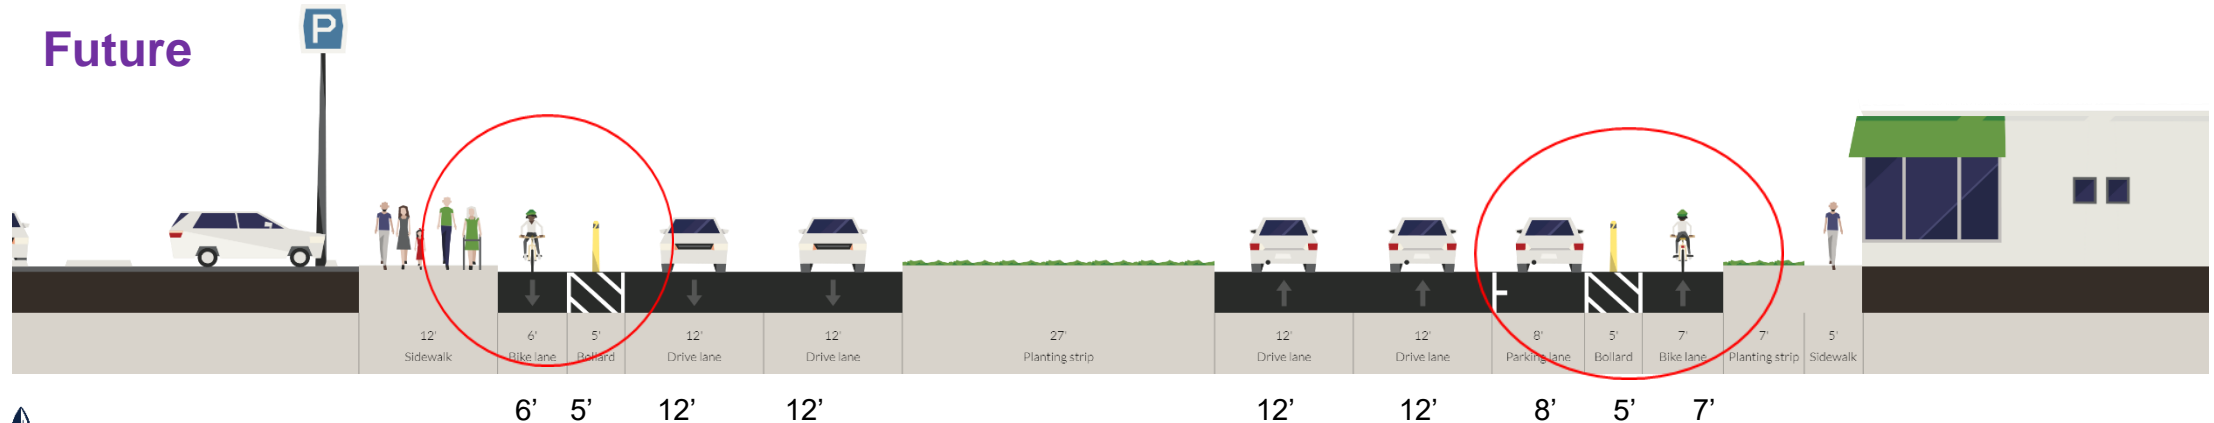 P
Future
12' 6' 5' 12' 12' 27' 12' 12' 8' 5' 7' 7' 5'
Sidewalk Bike lane Bollard Drive lane Drive lane Planting strip Drive lane Drive lane Parking lane Bollard Bike lane Planting strip Sidewalk
6’ 5’ 12’ 12’ 12’ 12’ 8’ 5’ 7’